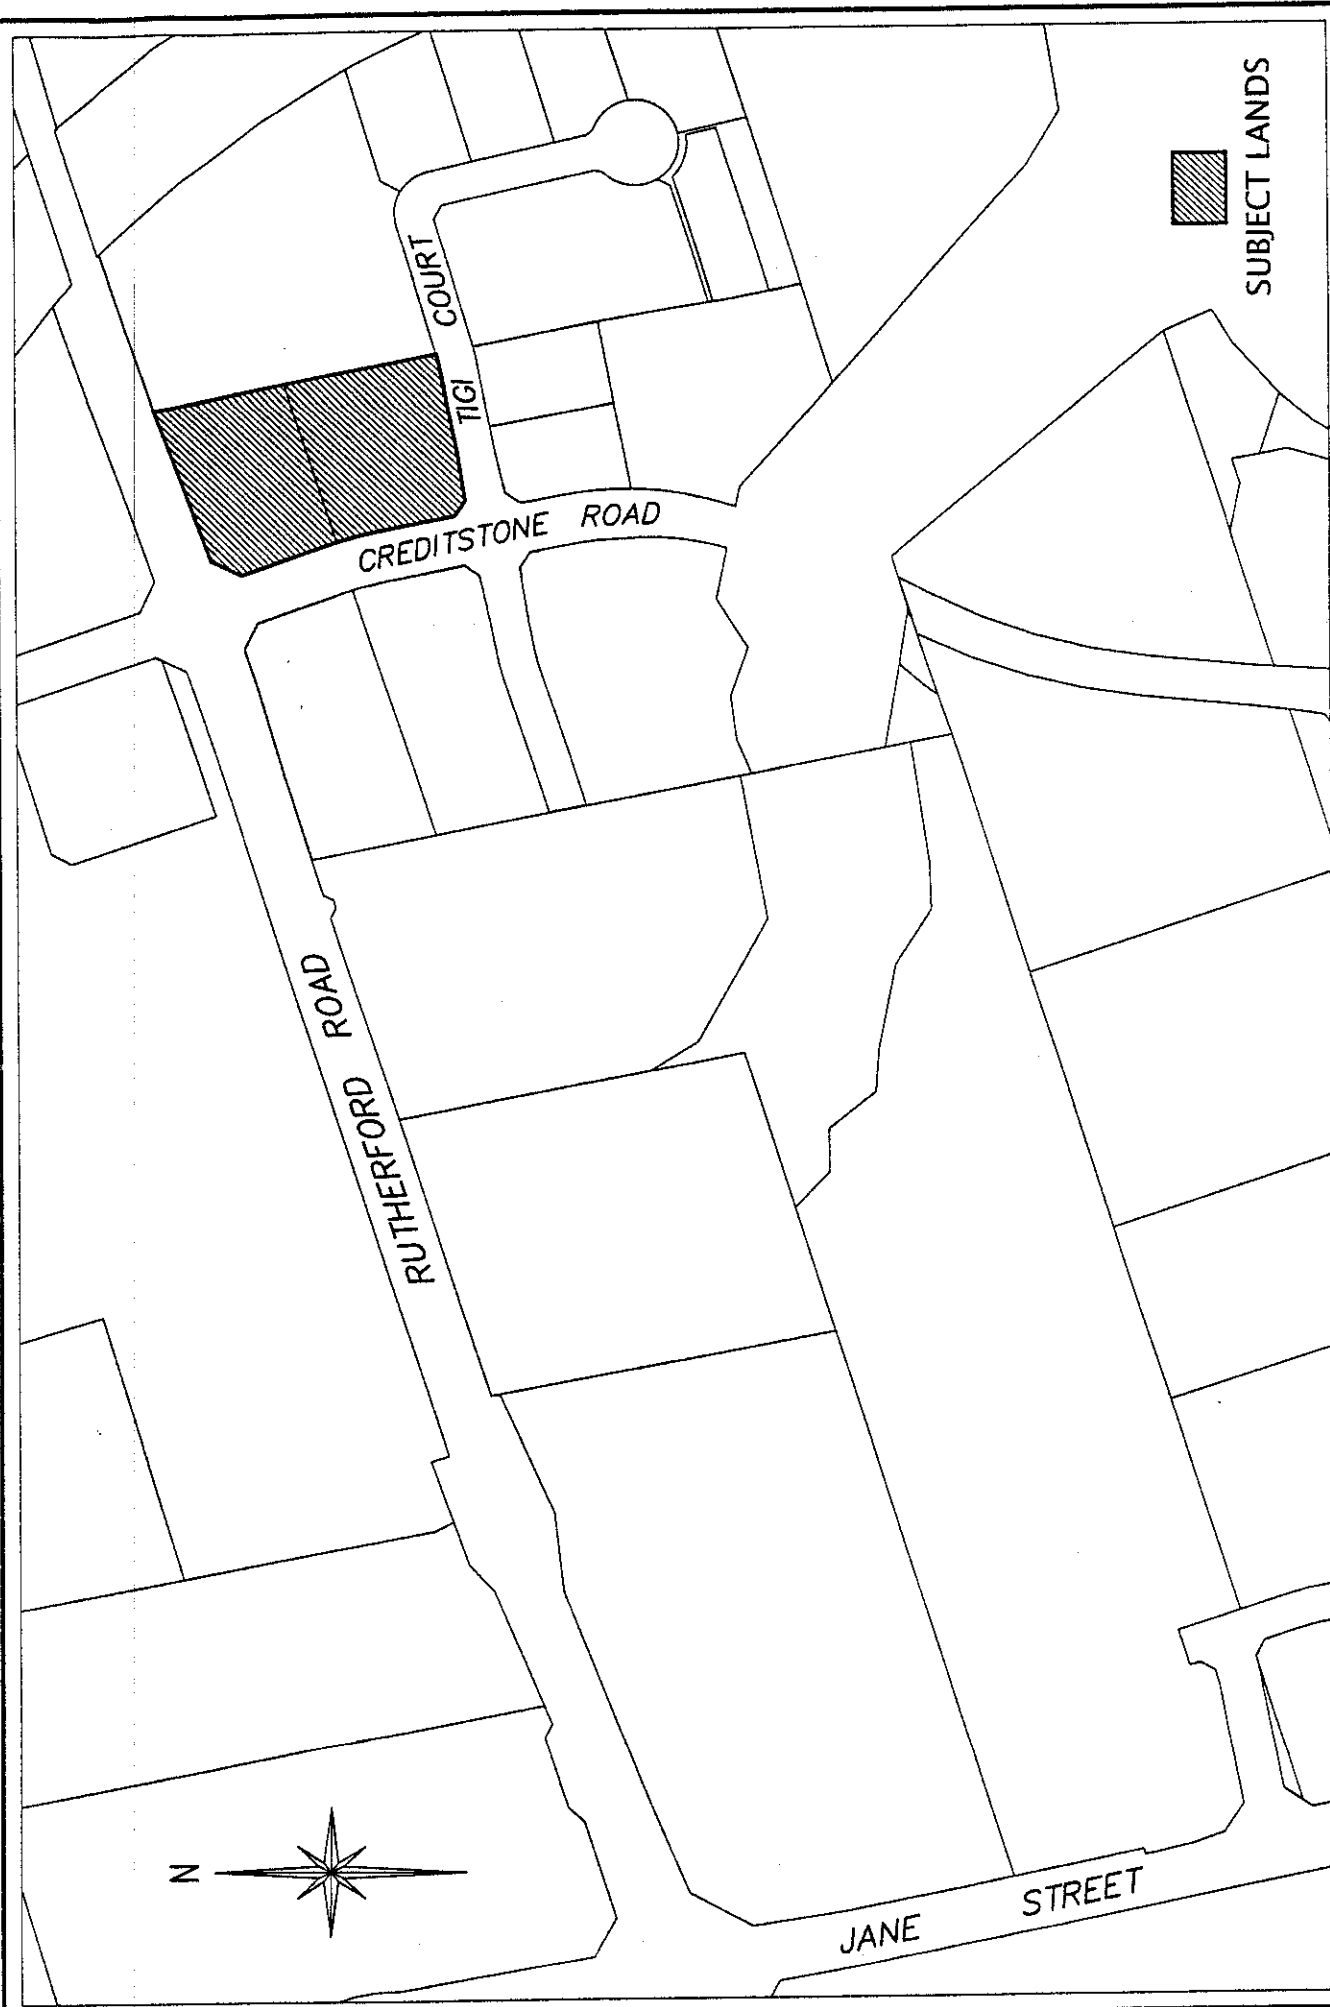 N
RUTHERFORD ROAD
JANE STREET
CREDITSTONE ROAD
TIGI COURT
SUBJECT LANDS